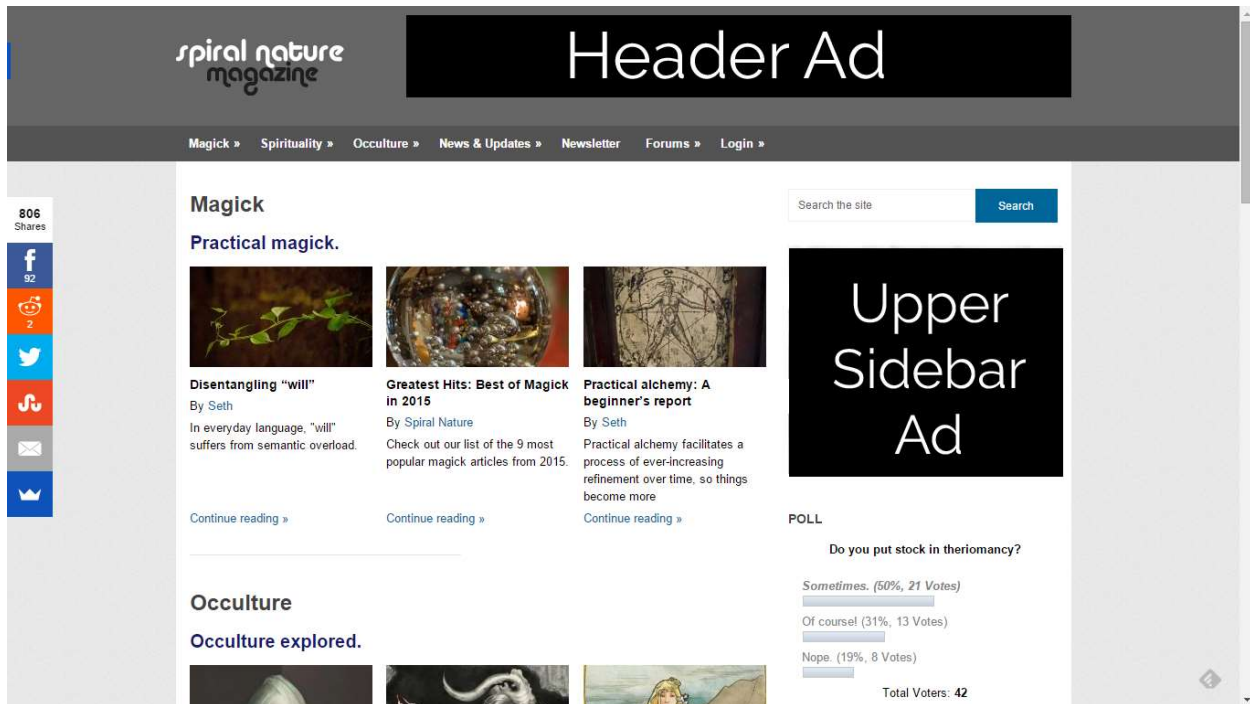 spiral nature
magazine
Header Ad
Magick » Spirituality » Occulture » News & Updates » Newsletter Forums » Login »
806
Shares
92
2
Magick
Practical magick.
Disentangling “will”
By Seth
In everyday language, "will"
suffers from semantic overload.
Continue reading »
Greatest Hits: Best of Magick
in 2015
By Spiral Nature
Check out our list of the 9 most
popular magick articles from 2015.
Continue reading »
Practical alchemy: A
beginner’s report
By Seth
Practical alchemy facilitates a
process of ever-increasing
refinement over time, so things
become more
Continue reading »
Occulture
Occulture explored.
Search the site Search
Upper
Sidebar
Ad
POLL
Do you put stock in theriomancy?
Sometimes. (50%, 21 Votes)
Of course! (31%, 13 Votes)
Nope. (19%, 8 Votes)
Total Voters: 42